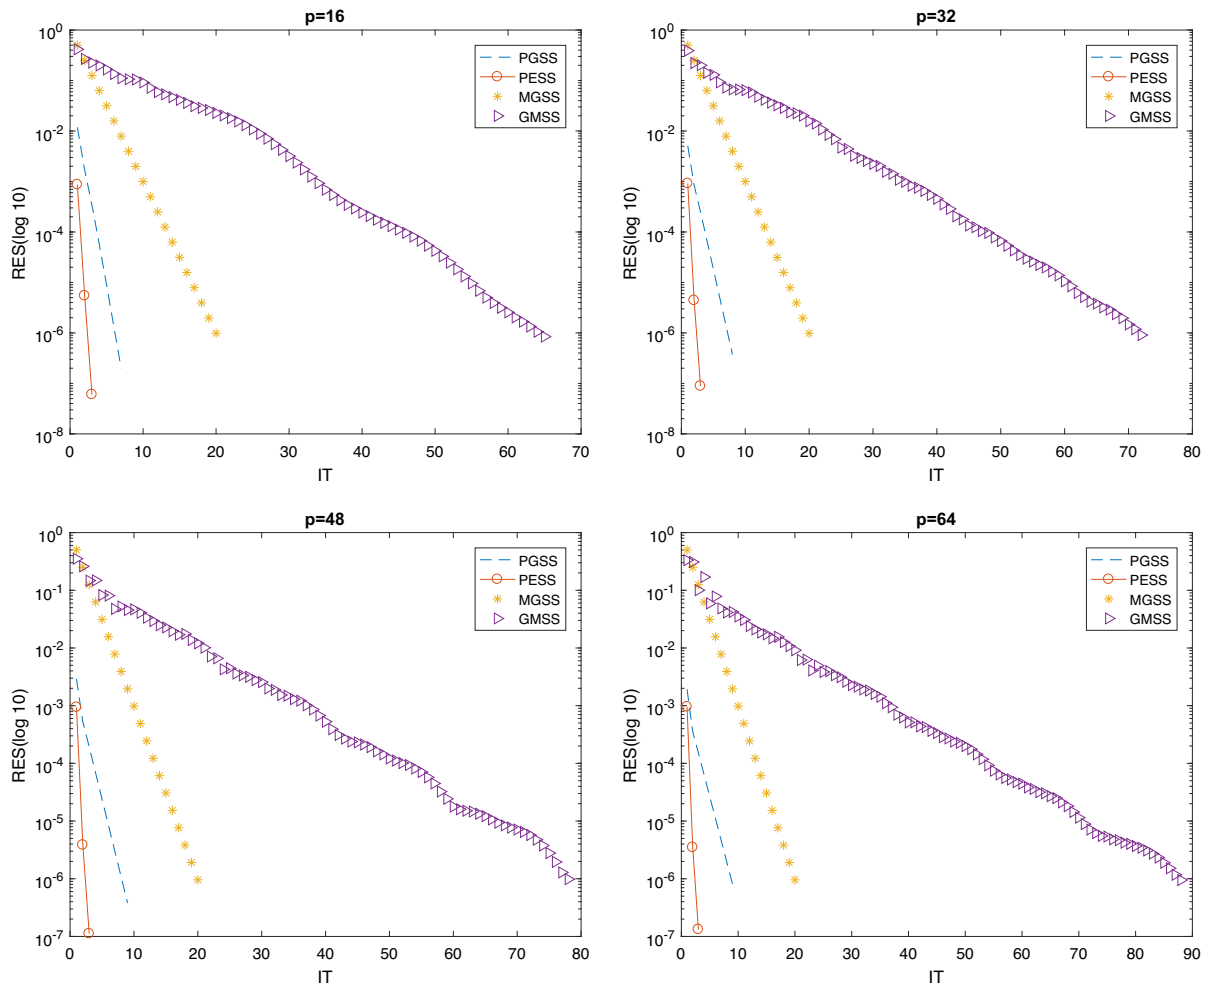 p=16
10^0
10^-2
10^-4
10^-6
10^-8
RES(log 10)
0 10 20 30 40 50 60 70
IT
PGSS
PESS
MGSS
GMSS
p=32
10^0
10^-2
10^-4
10^-6
10^-8
RES(log 10)
0 10 20 30 40 50 60 70 80
IT
PGSS
PESS
MGSS
GMSS
p=48
10^0
10^-1
10^-2
10^-3
10^-4
10^-5
10^-6
10^-7
RES(log 10)
0 10 20 30 40 50 60 70 80
IT
PGSS
PESS
MGSS
GMSS
p=64
10^0
10^-1
10^-2
10^-3
10^-4
10^-5
10^-6
10^-7
RES(log 10)
0 10 20 30 40 50 60 70 80 90
IT
PGSS
PESS
MGSS
GMSS